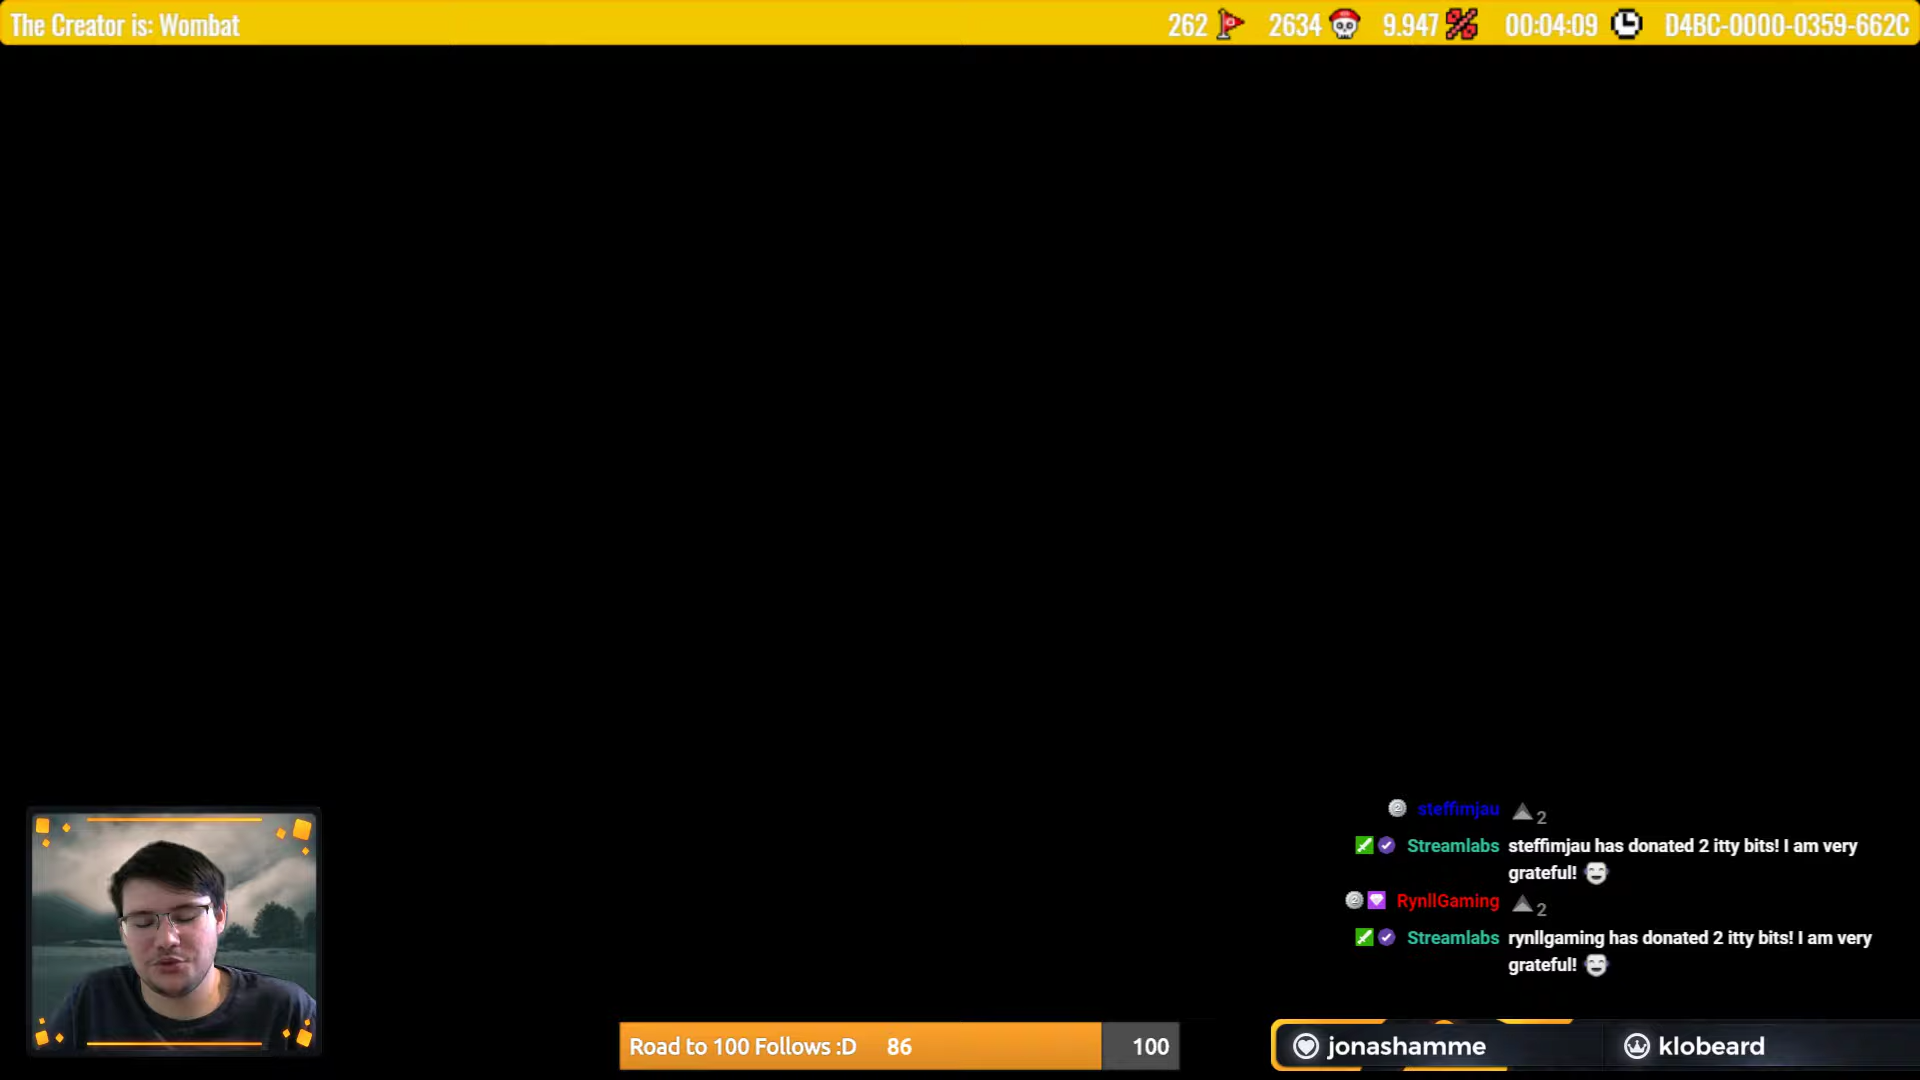 The Creator is: Wombat 262 2634 9.947 00:04:09 D4BC-0000-0359-662C
steffimjau 2
Streamlabs steffimjau has donated 2 itty bits! I am very
grateful!
RynllGaming 2
Streamlabs rynllgaming has donated 2 itty bits! I am very
grateful!
Road to 100 Follows :D 86 100
jonashamme klobeard